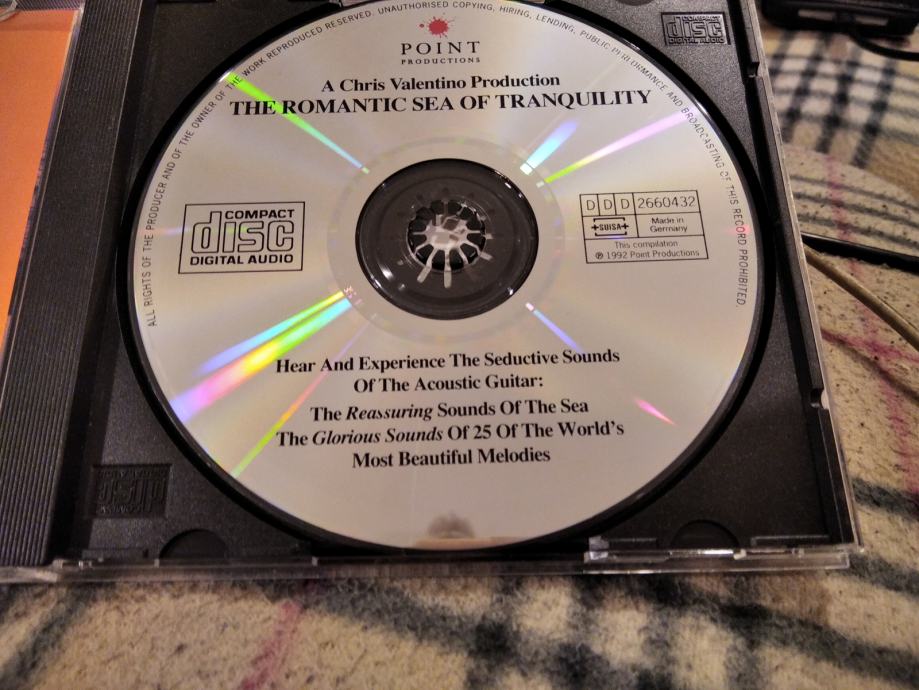 POINT
PRODUCTIONS
A Chris Valentino Production
THE ROMANTIC SEA OF TRANQUILITY
ALL RIGHTS OF THE PRODUCER AND OF THE OWNER OF THE WORK REPRODUCED RESERVED. UNAUTHORISED COPYING, HIRING, LENDING, PUBLIC PERFORMANCE AND BROADCASTING OF THIS RECORD PROHIBITED.
COMPACT
disc
DIGITAL AUDIO
D D D 2660432
SUISA
Made in
Germany
This compilation
℗ 1992 Point Productions
Hear And Experience The Seductive Sounds
Of The Acoustic Guitar:
The Reassuring Sounds Of The Sea
The Glorious Sounds Of 25 Of The World's
Most Beautiful Melodies
COMPACT
disc
DIGITAL AUDIO